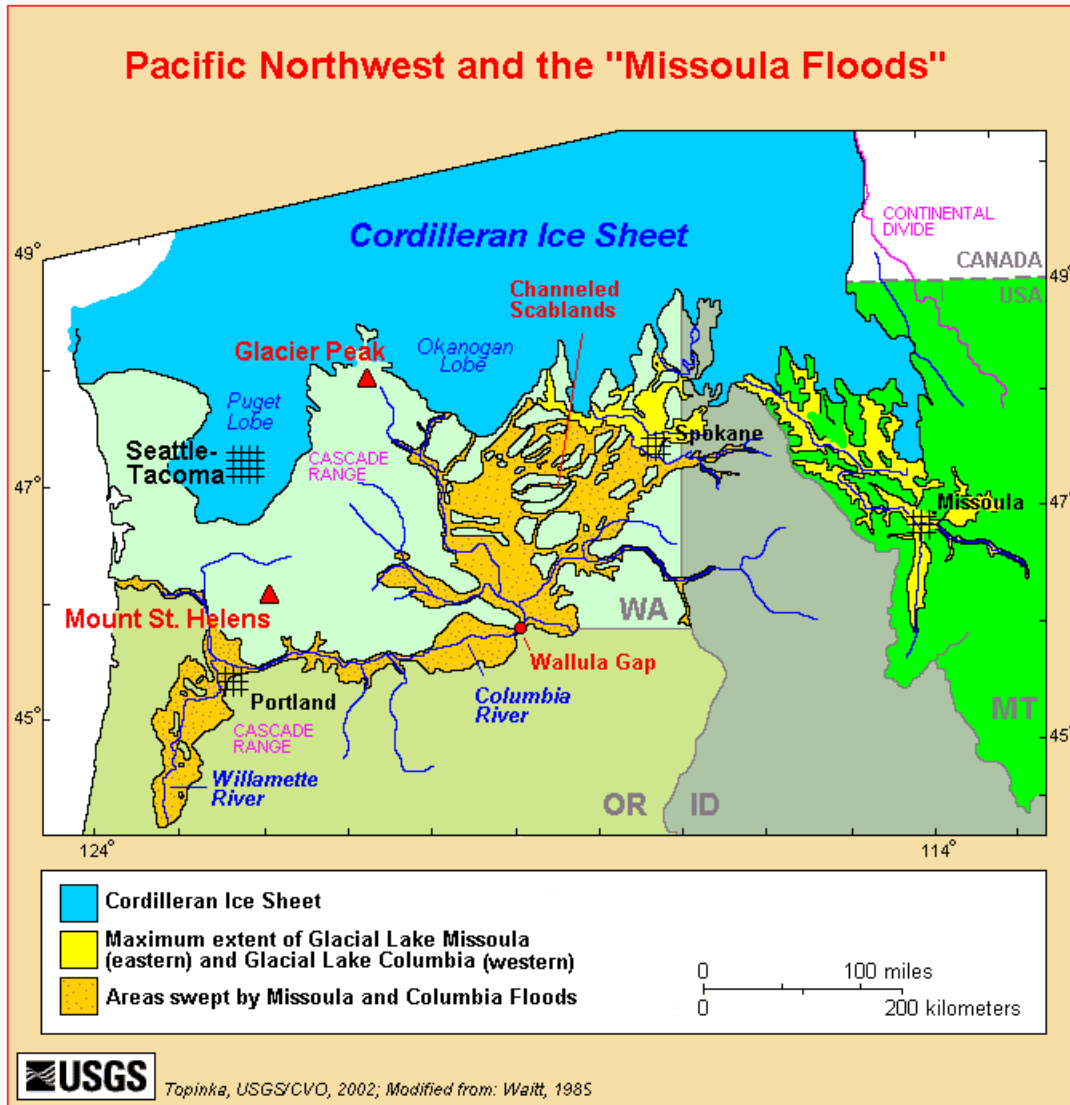 Pacific Northwest and the "Missoula Floods"
Cordilleran Ice Sheet
CONTINENTAL
DIVIDE
CANADA
USA
49°
49°
Channeled
Scablands
Glacier Peak
Okanogan
Lobe
Puget
Lobe
Seattle-
Tacoma
CASCADE
RANGE
Spokane
47°
47°
Missoula
WA
Mount St. Helens
Wallula Gap
Portland
Columbia
River
CASCADE
RANGE
45°
45°
MT
Willamette
River
OR
ID
124°
114°
Cordilleran Ice Sheet
Maximum extent of Glacial Lake Missoula
(eastern) and Glacial Lake Columbia (western)
Areas swept by Missoula and Columbia Floods
0 100 miles
0 200 kilometers
USGS
Topinka, USGS/CVO, 2002; Modified from: Waitt, 1985